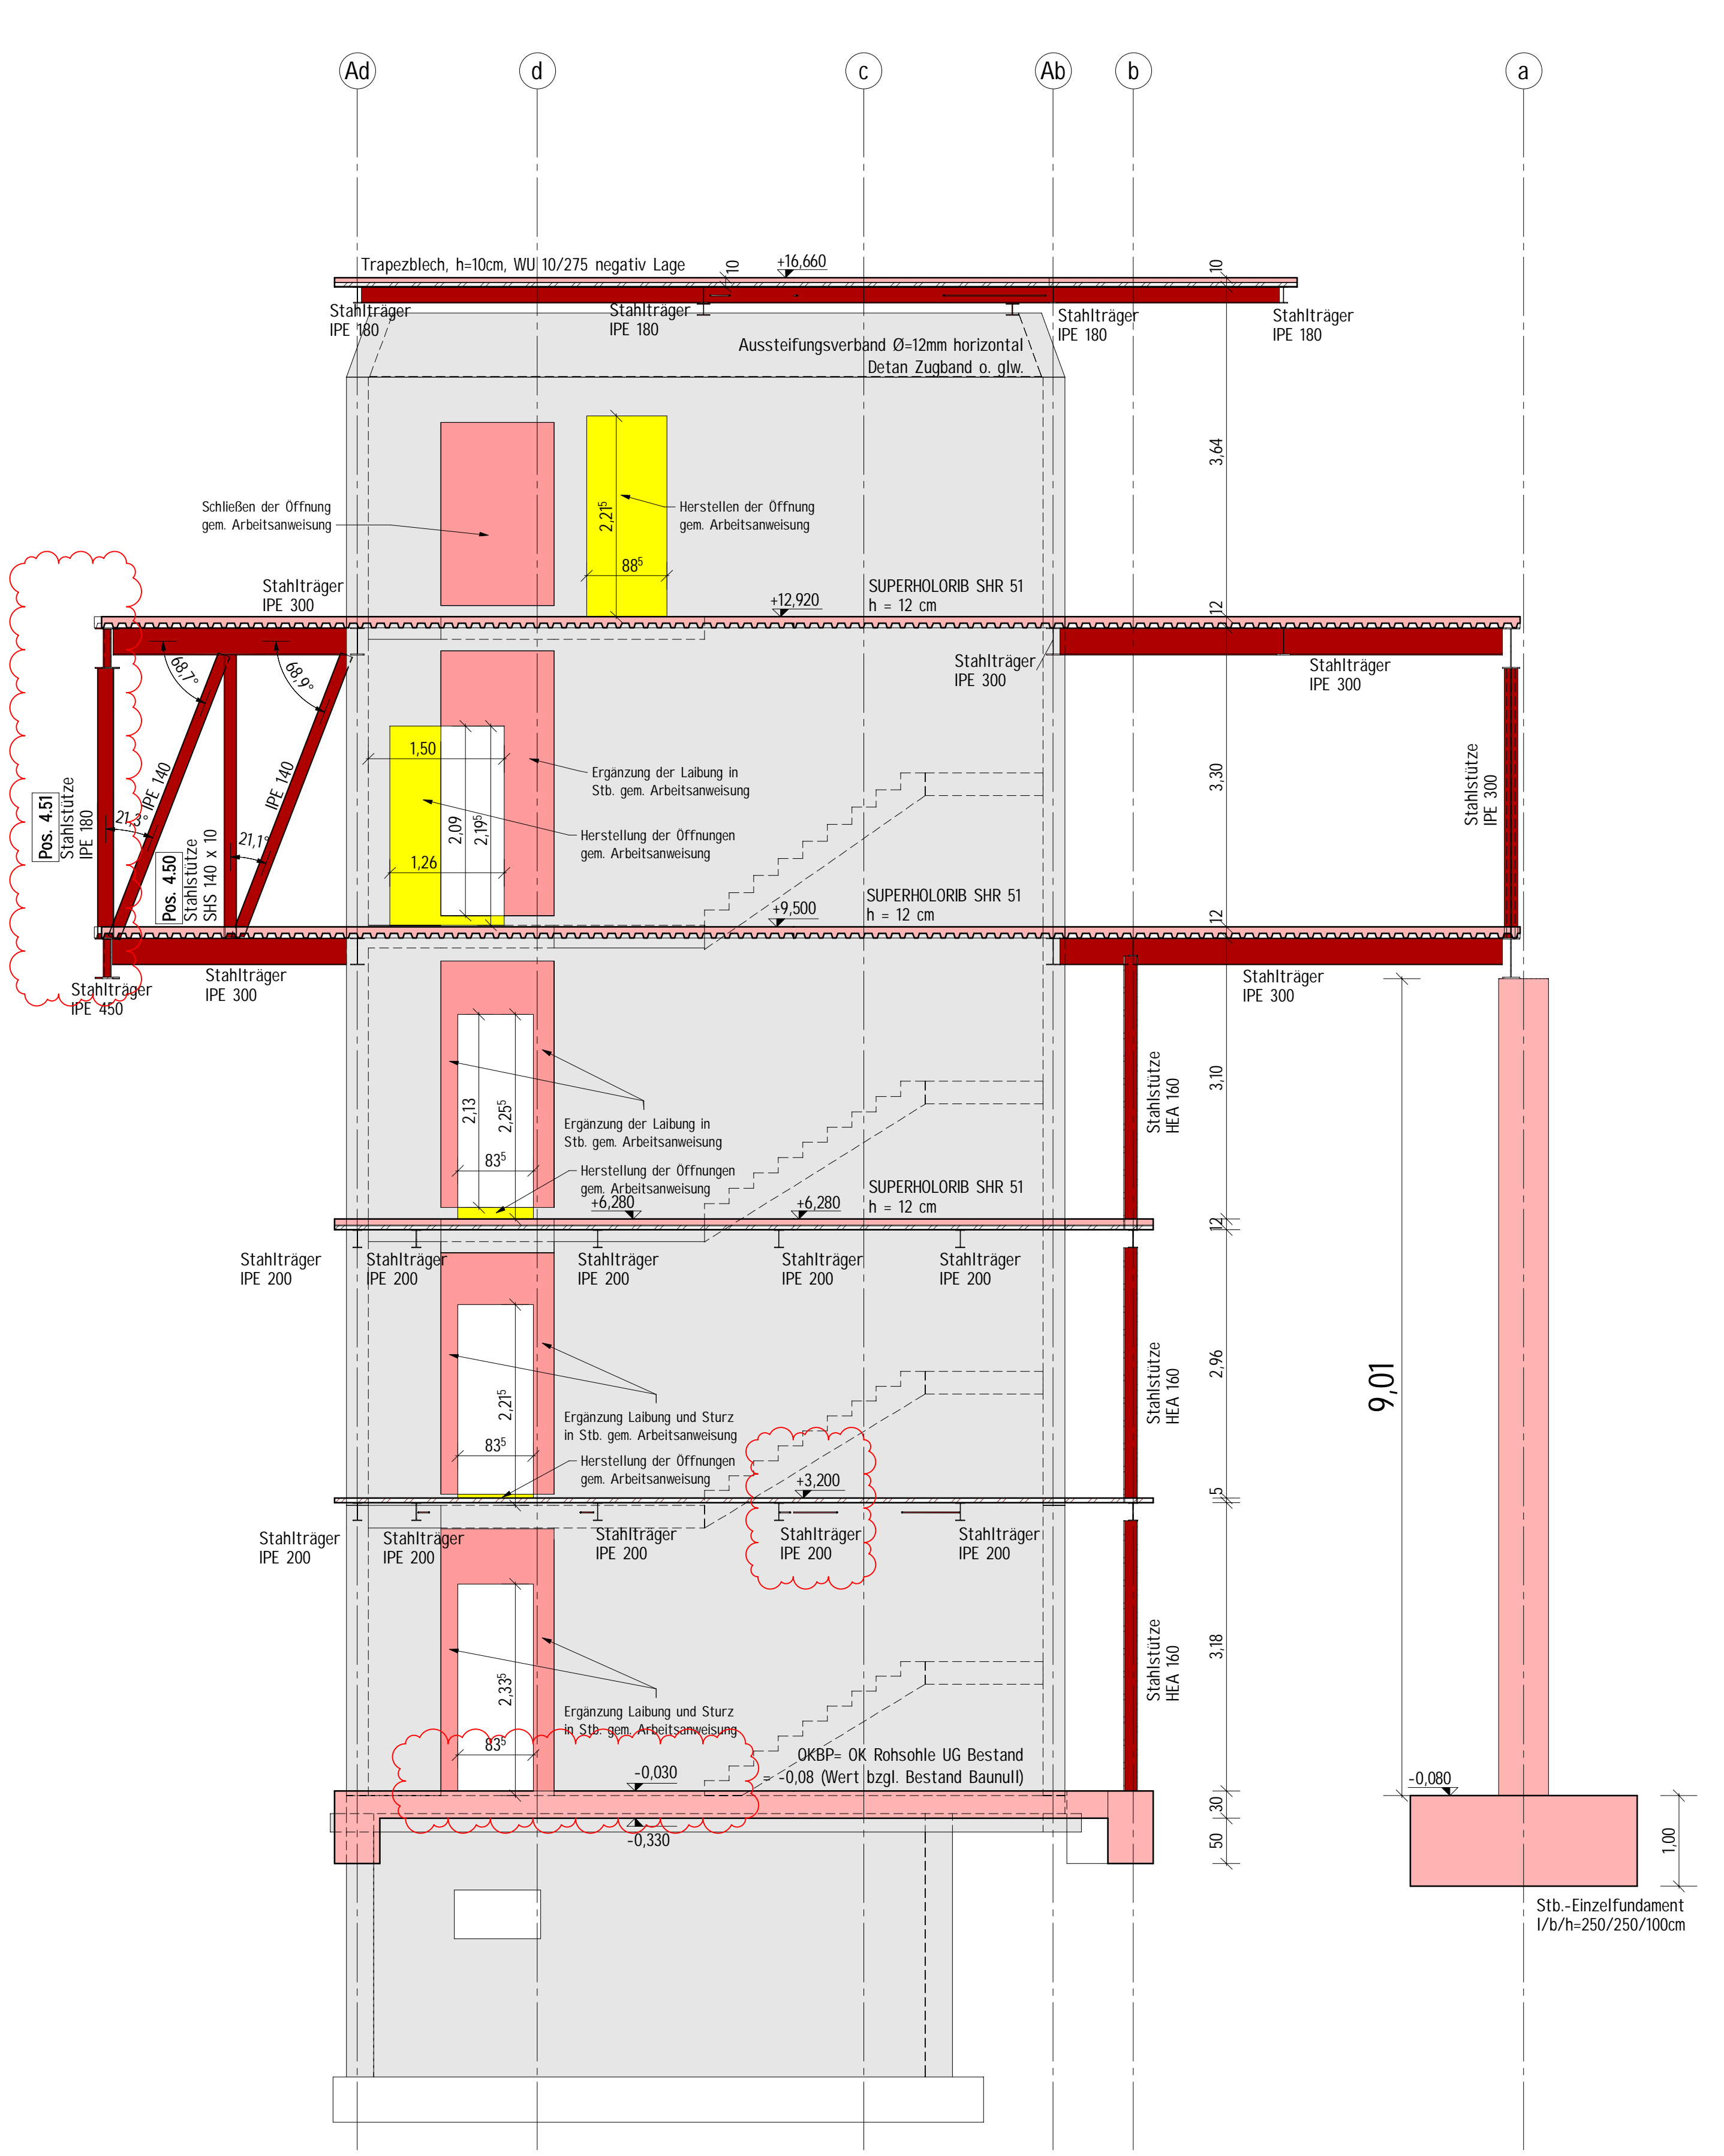 Ad
d
c
Ab
b
a
Trapezblech, h=10cm, WU 10/275 negativ Lage
10
+16,660
10
Stahlträger
IPE 180
Stahlträger
IPE 180
Stahlträger
IPE 180
Stahlträger
IPE 180
Aussteifungsverband Ø=12mm horizontal
Detan Zugband o. glw.
3,64
Schließen der Öffnung
gem. Arbeitsanweisung
2,21⁵
88⁵
Herstellen der Öffnung
gem. Arbeitsanweisung
Stahlträger
IPE 300
+12,920
SUPERHOLORIB SHR 51
h = 12 cm
12
68,7°
68,9°
Stahlträger
IPE 300
Stahlträger
IPE 300
1,50
Ergänzung der Laibung in
Stb. gem. Arbeitsanweisung
3,30
Stahlstütze
IPE 300
Pos. 4.51
Stahlstütze
IPE 180
21,3°
IPE 140
IPE 140
21,1°
Pos. 4.50
Stahlstütze
SHS 140 x 10
2,09
2,19⁵
1,26
Herstellung der Öffnungen
gem. Arbeitsanweisung
+9,500
SUPERHOLORIB SHR 51
h = 12 cm
12
Stahlträger
IPE 450
Stahlträger
IPE 300
Stahlträger
IPE 300
2,13
2,25⁵
83⁵
Ergänzung der Laibung in
Stb. gem. Arbeitsanweisung
Herstellung der Öffnungen
gem. Arbeitsanweisung
Stahlstütze
HEA 160
3,10
+6,280
+6,280
SUPERHOLORIB SHR 51
h = 12 cm
12
Stahlträger
IPE 200
Stahlträger
IPE 200
Stahlträger
IPE 200
Stahlträger
IPE 200
Stahlträger
IPE 200
2,21⁵
83⁵
Ergänzung Laibung und Sturz
in Stb. gem. Arbeitsanweisung
Herstellung der Öffnungen
gem. Arbeitsanweisung
Stahlstütze
HEA 160
2,96
9,01
+3,200
5
Stahlträger
IPE 200
Stahlträger
IPE 200
Stahlträger
IPE 200
Stahlträger
IPE 200
Stahlträger
IPE 200
2,33⁵
83⁵
Ergänzung Laibung und Sturz
in Stb. gem. Arbeitsanweisung
Stahlstütze
HEA 160
3,18
OKBP= OK Rohsohle UG Bestand
= -0,08 (Wert bzgl. Bestand Baunull)
-0,030
-0,330
30
50
-0,080
1,00
Stb.-Einzelfundament
l/b/h=250/250/100cm